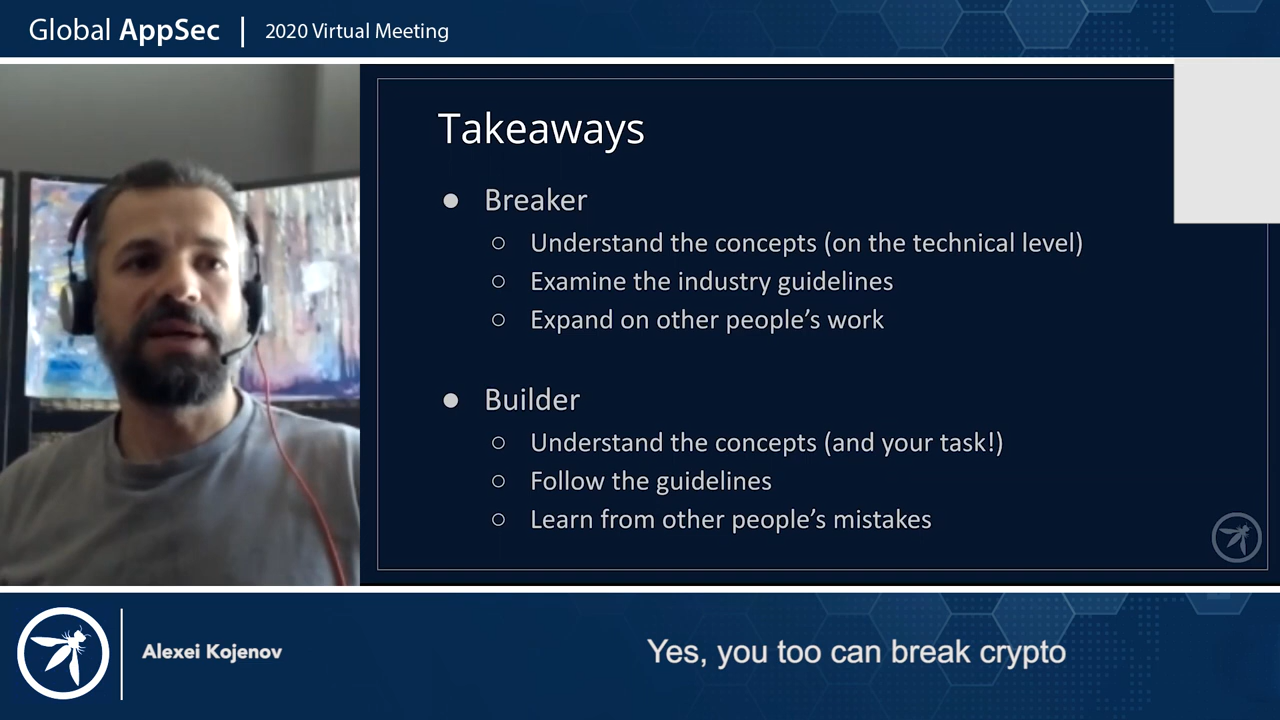 Global AppSec | 2020 Virtual Meeting
Takeaways
● Breaker
○ Understand the concepts (on the technical level)
○ Examine the industry guidelines
○ Expand on other people’s work
● Builder
○ Understand the concepts (and your task!)
○ Follow the guidelines
○ Learn from other people’s mistakes
Alexei Kojenov
Yes, you too can break crypto